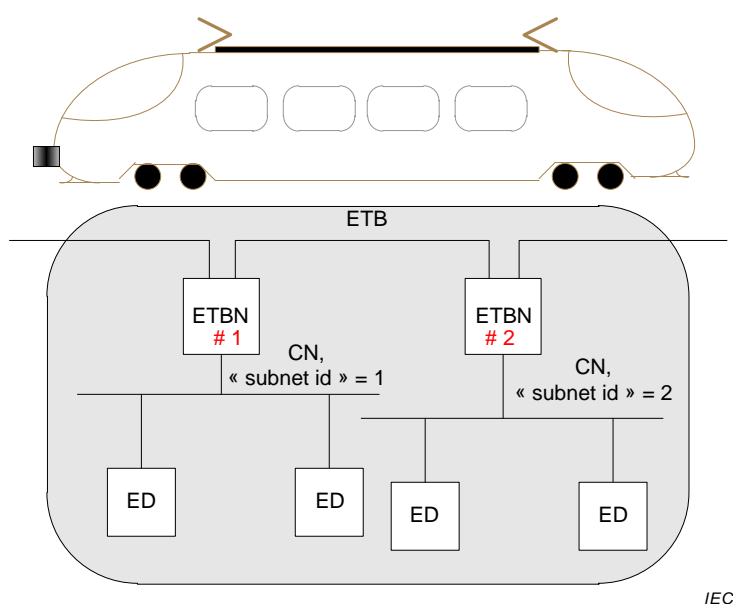 ETB
ETBN
# 1
ETBN
# 2
CN,
« subnet id » = 1
CN,
« subnet id » = 2
ED
ED
ED
ED
IEC